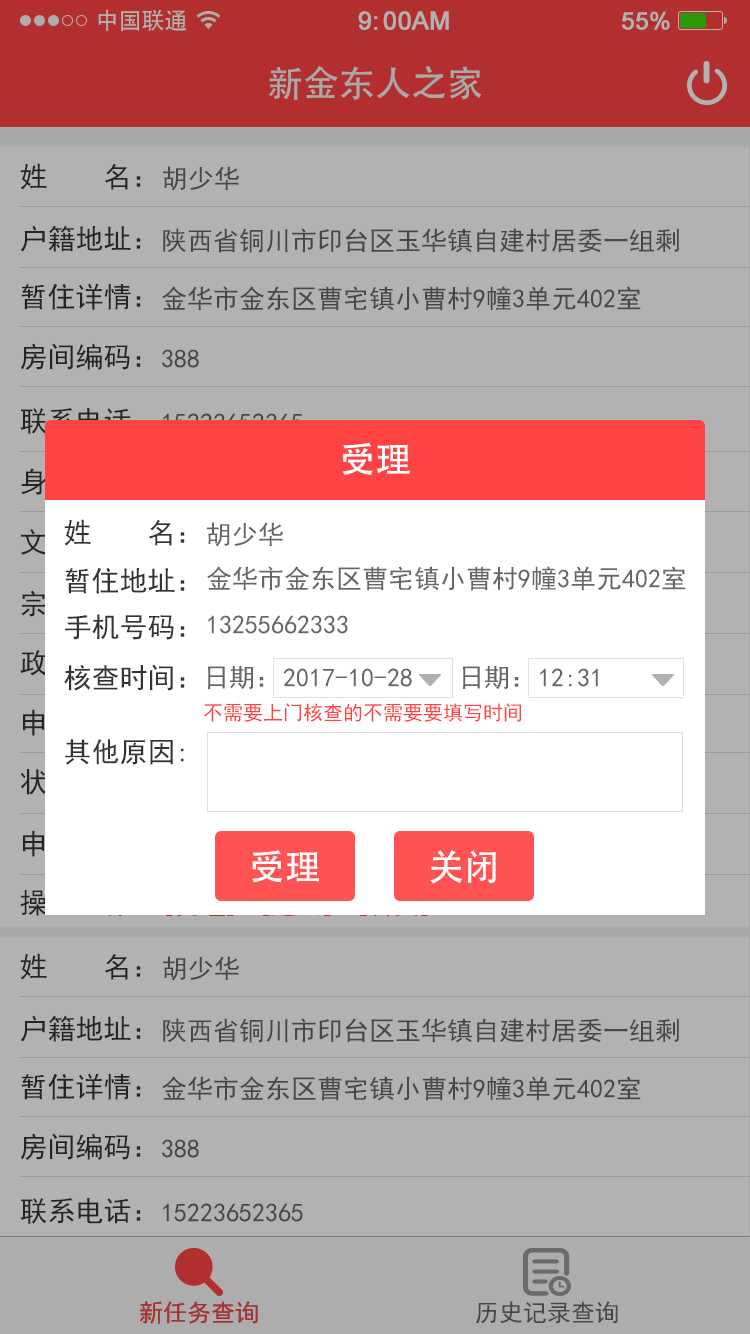 中国联通 9:00AM 55%
新金东人之家
姓 名： 胡少华
户籍地址： 陕西省铜川市印台区玉华镇自建村居委一组剩
暂住详情： 金华市金东区曹宅镇小曹村9幢3单元402室
房间编码： 388
联系电话 15223652365
身
文
宗
政
申
状
申
操
受理
姓 名： 胡少华
暂住地址： 金华市金东区曹宅镇小曹村9幢3单元402室
手机号码： 13255662333
核查时间： 日期： 2017-10-28 日期： 12:31
不需要上门核查的不需要要填写时间
其他原因:
受理 关闭
姓 名： 胡少华
户籍地址： 陕西省铜川市印台区玉华镇自建村居委一组剩
暂住详情： 金华市金东区曹宅镇小曹村9幢3单元402室
房间编码： 388
联系电话： 15223652365
新任务查询 历史记录查询